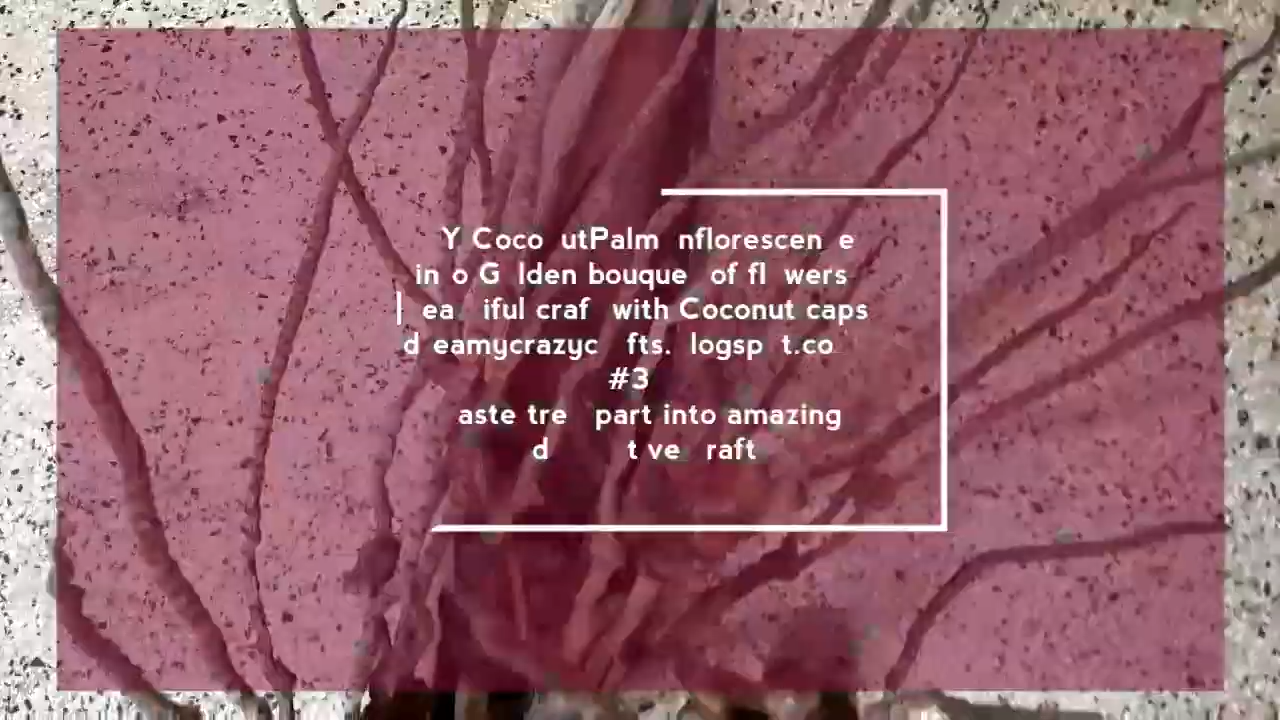 Y Coco utPalm nflorescen e
in o G lden bouque of fl wers
ea iful craf with Coconut caps
d eamycrazyc fts. logsp t.co
#3
aste tre part into amazing
d t ve raft